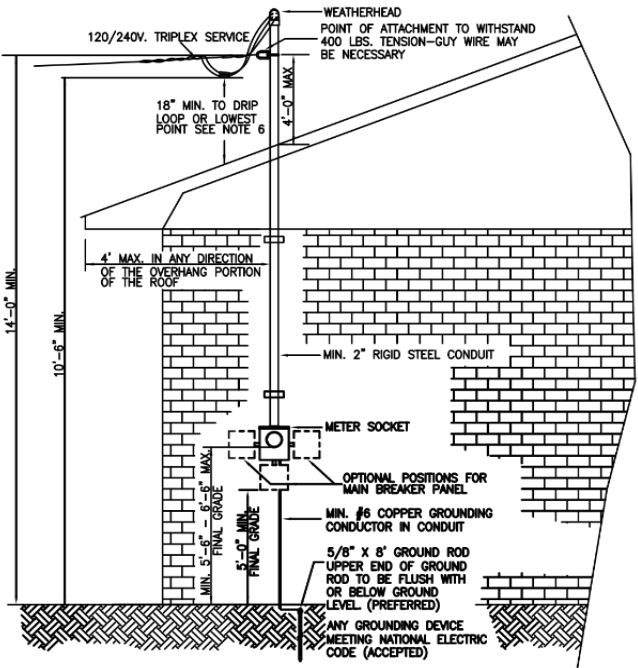 WEATHERHEAD
120/240V. TRIPLEX SERVICE
POINT OF ATTACHMENT TO WITHSTAND
400 LBS. TENSION-GUY WIRE MAY
BE NECESSARY
4'-0" MAX
18" MIN. TO DRIP
LOOP OR LOWEST
POINT SEE NOTE 6
4' MAX. IN ANY DIRECTION
OF THE OVERHANG PORTION
OF THE ROOF
14'-0" MIN.
10'-6" MIN.
MIN. 2" RIGID STEEL CONDUIT
METER SOCKET
OPTIONAL POSITIONS FOR
MAIN BREAKER PANEL
MIN. 5'-6" - 6'-6" MAX.
FINAL GRADE
5'-0" MIN.
FINAL GRADE
MIN. #6 COPPER GROUNDING
CONDUCTOR IN CONDUIT
5/8" X 8' GROUND ROD
UPPER END OF GROUND
ROD TO BE FLUSH WITH
OR BELOW GROUND
LEVEL. (PREFERRED)
ANY GROUNDING DEVICE
MEETING NATIONAL ELECTRIC
CODE (ACCEPTED)